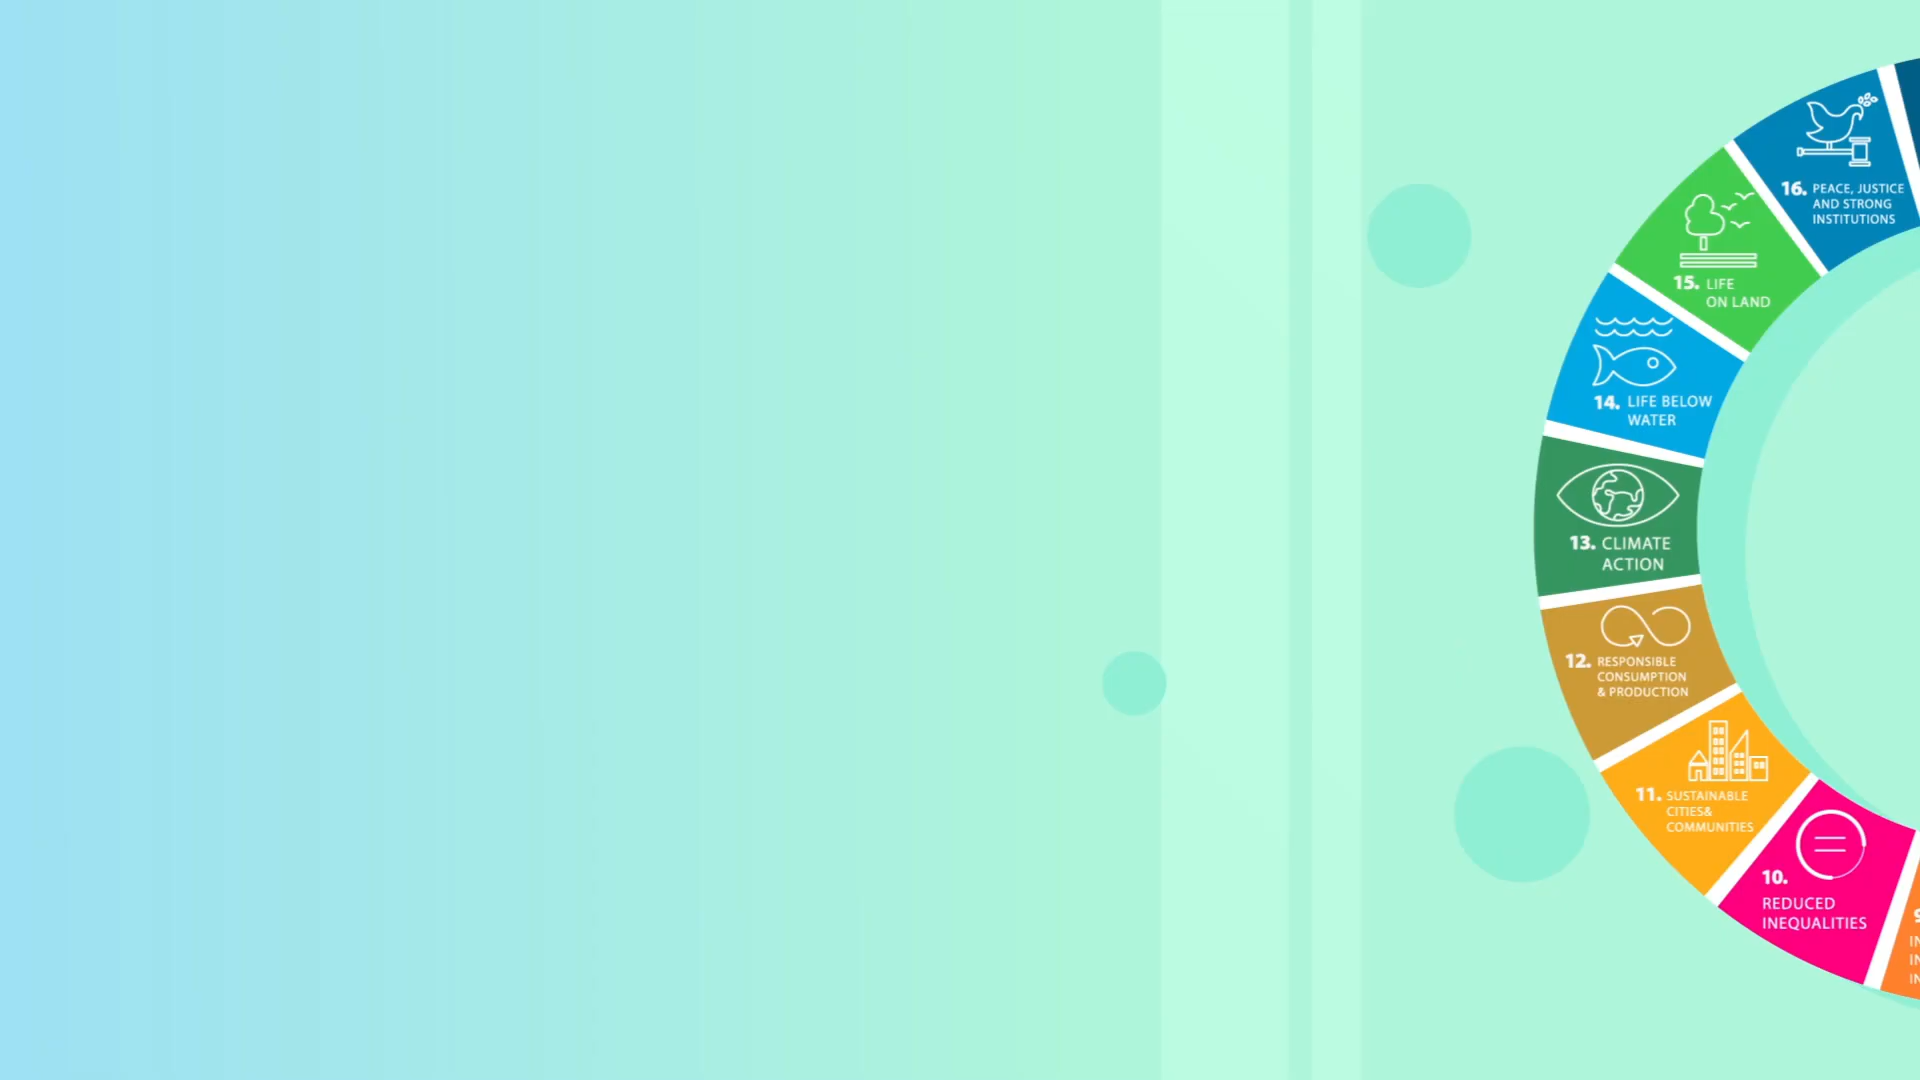 16. PEACE, JUSTICE
AND STRONG
INSTITUTIONS
15. LIFE
ON LAND
14. LIFE BELOW
WATER
13. CLIMATE
ACTION
12. RESPONSIBLE
CONSUMPTION
& PRODUCTION
11. SUSTAINABLE
CITIES&
COMMUNITIES
10.
REDUCED
INEQUALITIES